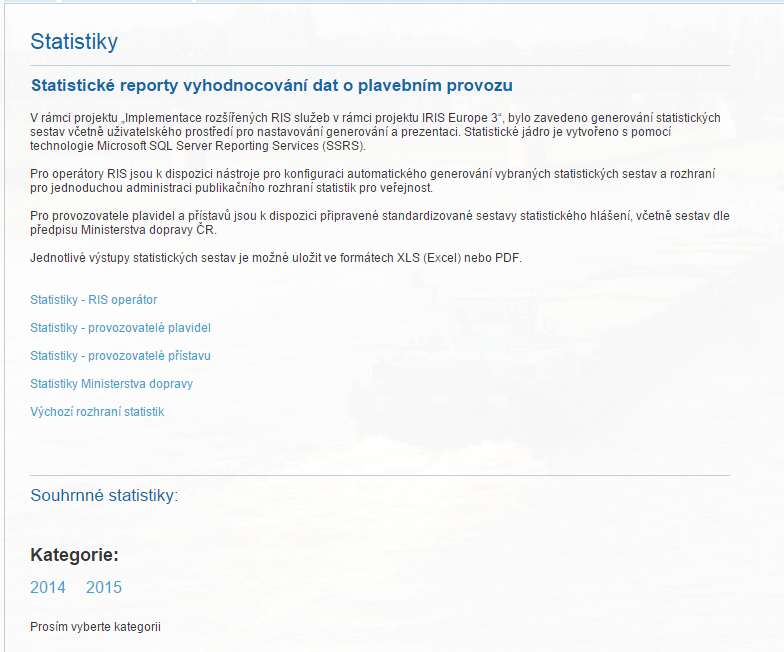 Statistiky
Statistické reporty vyhodnocování dat o plavebním provozu
V rámci projektu „Implementace rozšířených RIS služeb v rámci projektu IRIS Europe 3“, bylo zavedeno generování statistických
sestav včetně uživatelského prostředí pro nastavování generování a prezentaci. Statistické jádro je vytvořeno s pomocí
technologie Microsoft SQL Server Reporting Services (SSRS).
Pro operátory RIS jsou k dispozici nástroje pro konfiguraci automatického generování vybraných statistických sestav a rozhraní
pro jednoduchou administraci publikačního rozhraní statistik pro veřejnost.
Pro provozovatele plavidel a přístavů jsou k dispozici připravené standardizované sestavy statistického hlášení, včetně sestav dle
předpisu Ministerstva dopravy ČR.
Jednotlivé výstupy statistických sestav je možné uložit ve formátech XLS (Excel) nebo PDF.
Statistiky - RIS operátor
Statistiky - provozovatelé plavidel
Statistiky - provozovatelé přístavu
Statistiky Ministerstva dopravy
Výchozí rozhraní statistik
Souhrnné statistiky:
Kategorie:
2014 2015
Prosím vyberte kategorii